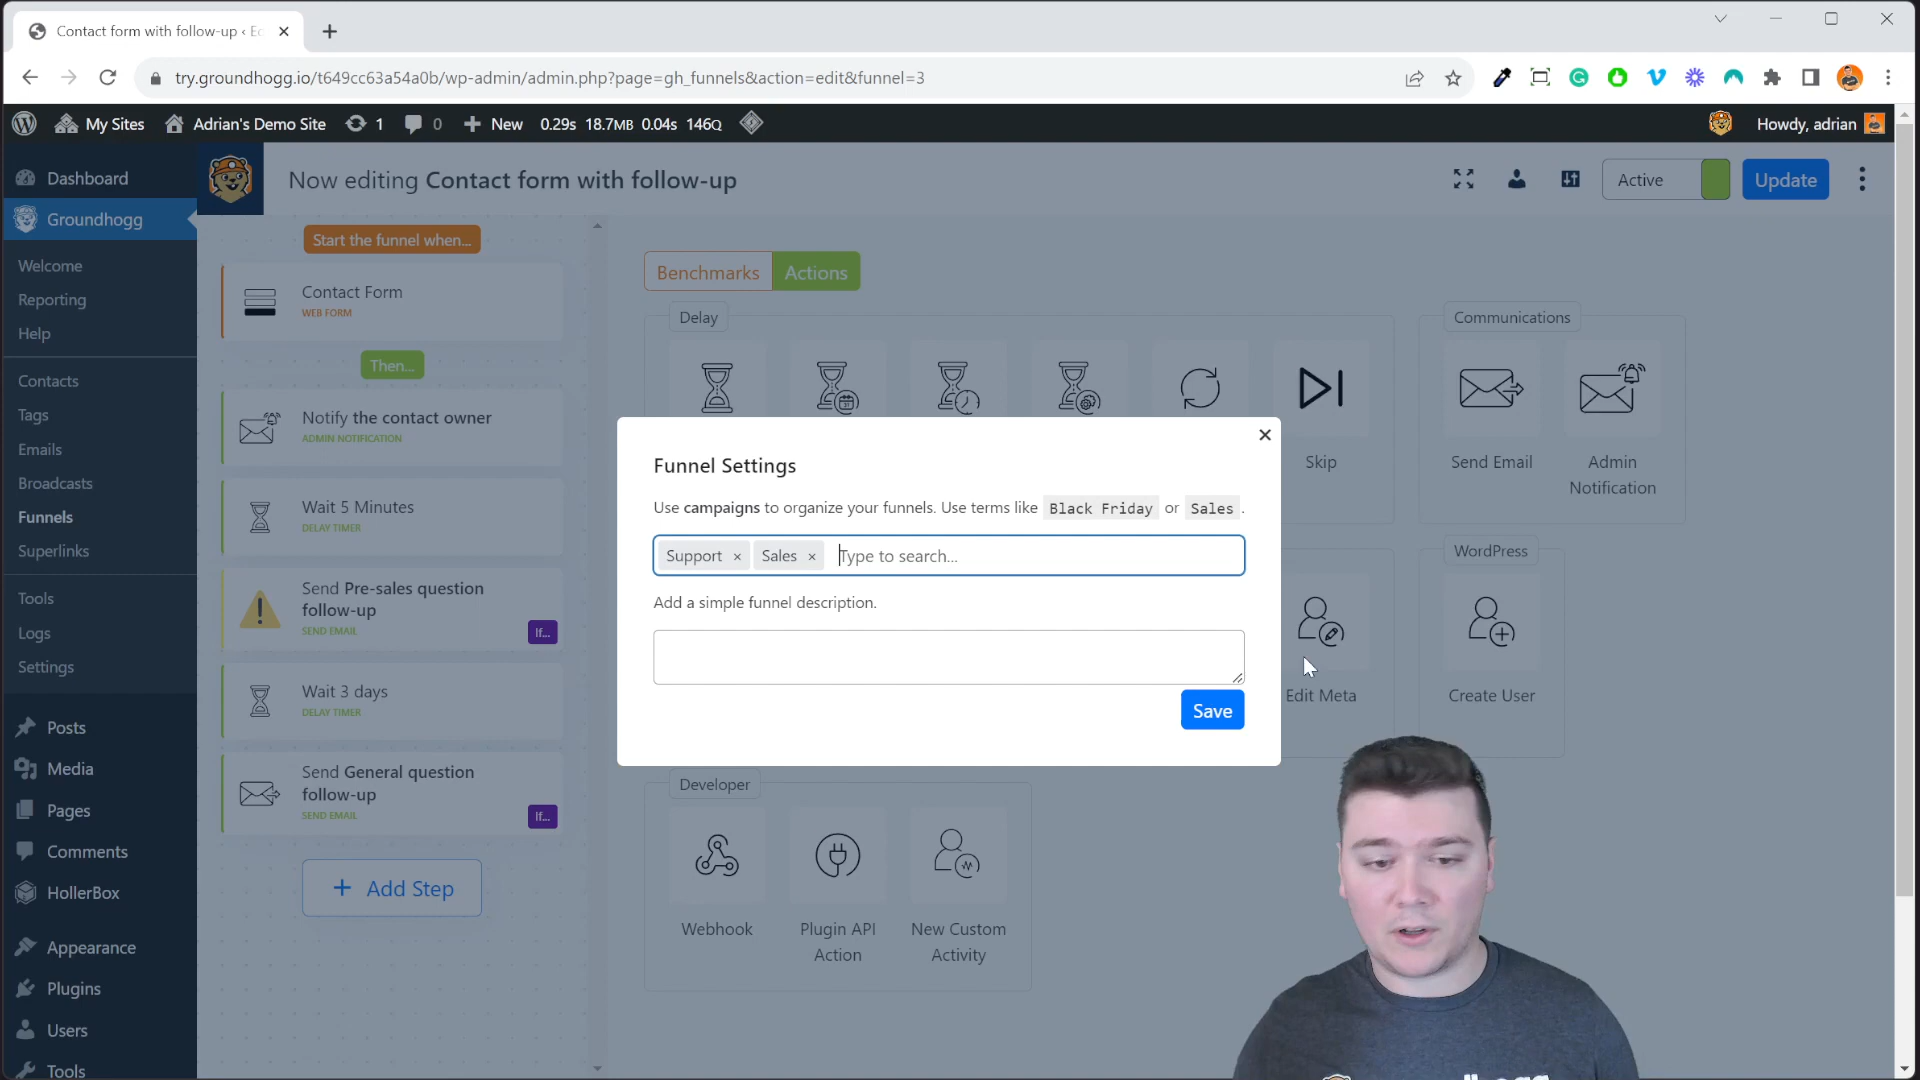 Contact form with follow-up ‹ Ec
try.groundhogg.io/t649cc63a54a0b/wp-admin/admin.php?page=gh_funnels&action=edit&funnel=3
My Sites
Adrian's Demo Site
1
0
New
0.29s 18.7MB 0.04s 146Q
Howdy, adrian
Dashboard
Groundhogg
Welcome
Reporting
Help
Contacts
Tags
Emails
Broadcasts
Funnels
Superlinks
Tools
Logs
Settings
Posts
Media
Pages
Comments
HollerBox
Appearance
Plugins
Users
Tools
Now editing Contact form with follow-up
Active
Update
Start the funnel when...
Contact Form
WEB FORM
Then...
Notify the contact owner
ADMIN NOTIFICATION
Wait 5 Minutes
DELAY TIMER
Send Pre-sales question
follow-up
SEND EMAIL
If...
Wait 3 days
DELAY TIMER
Send General question
follow-up
SEND EMAIL
If...
+ Add Step
Benchmarks
Actions
Delay
Skip
Communications
Send Email
Admin
Notification
Funnel Settings
Use campaigns to organize your funnels. Use terms like Black Friday or Sales .
Support ×
Sales ×
Type to search...
Add a simple funnel description.
Save
Edit Meta
WordPress
Create User
Developer
Webhook
Plugin API
Action
New Custom
Activity